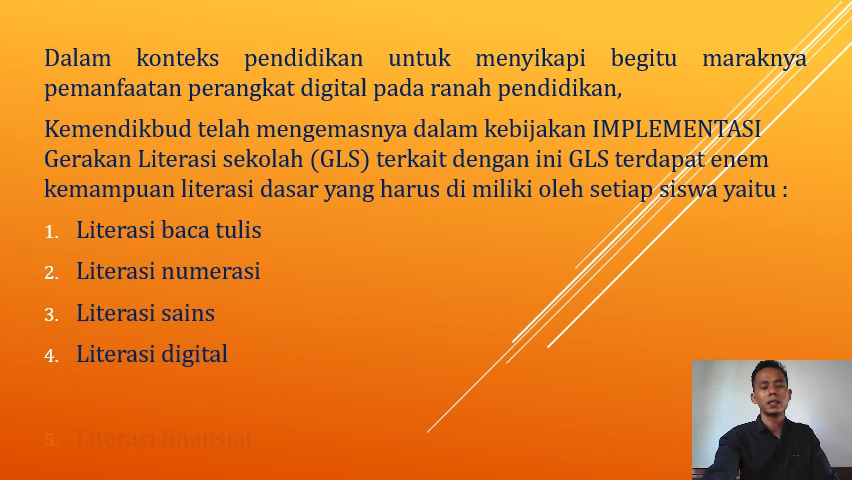 Dalam konteks pendidikan untuk menyikapi begitu maraknya
pemanfaatan perangkat digital pada ranah pendidikan,
Kemendikbud telah mengemasnya dalam kebijakan IMPLEMENTASI
Gerakan Literasi sekolah (GLS) terkait dengan ini GLS terdapat enem
kemampuan literasi dasar yang harus di miliki oleh setiap siswa yaitu :
1. Literasi baca tulis
2. Literasi numerasi
3. Literasi sains
4. Literasi digital
5. Literasi finansial